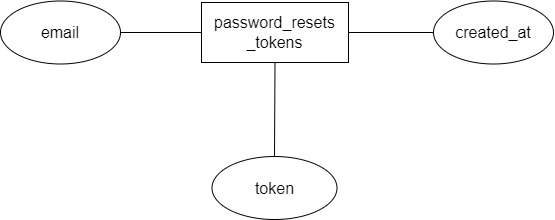 email
password_resets
_tokens
created_at
token